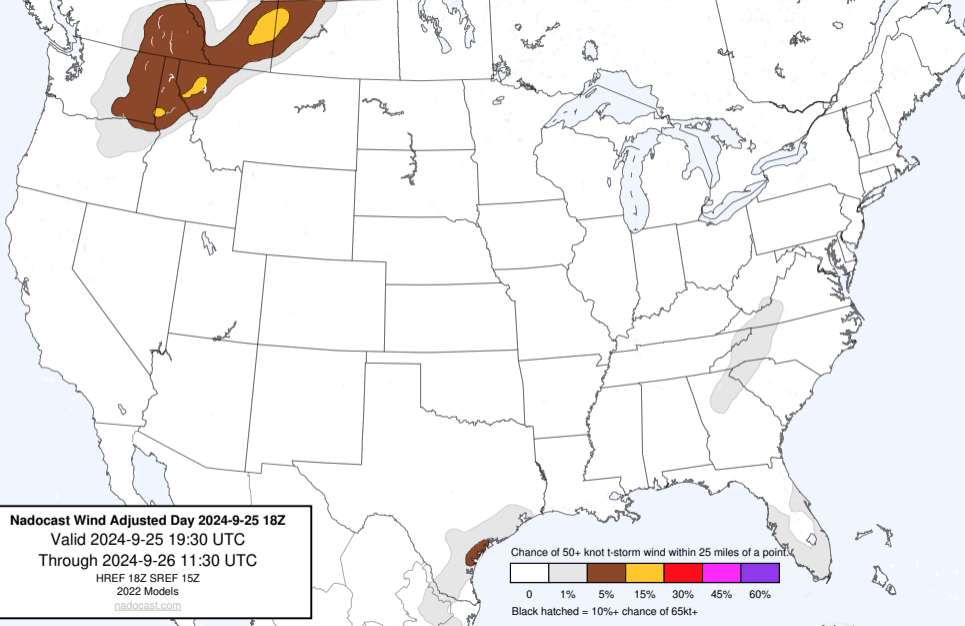 Nadocast Wind Adjusted Day 2024-9-25 18Z
Valid 2024-9-25 19:30 UTC
Through 2024-9-26 11:30 UTC
HREF 18Z SREF 15Z
2022 Models
nadocast.com
Chance of 50+ knot t-storm wind within 25 miles of a point.
0 1% 5% 15% 30% 45% 60%
Black hatched = 10%+ chance of 65kt+